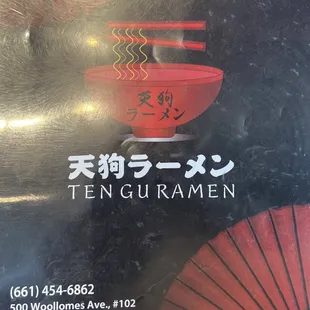 天狗
ラーメン
天狗ラーメン
TEN GU RAMEN
(661) 454-6862
500 Woollomes Ave., #102